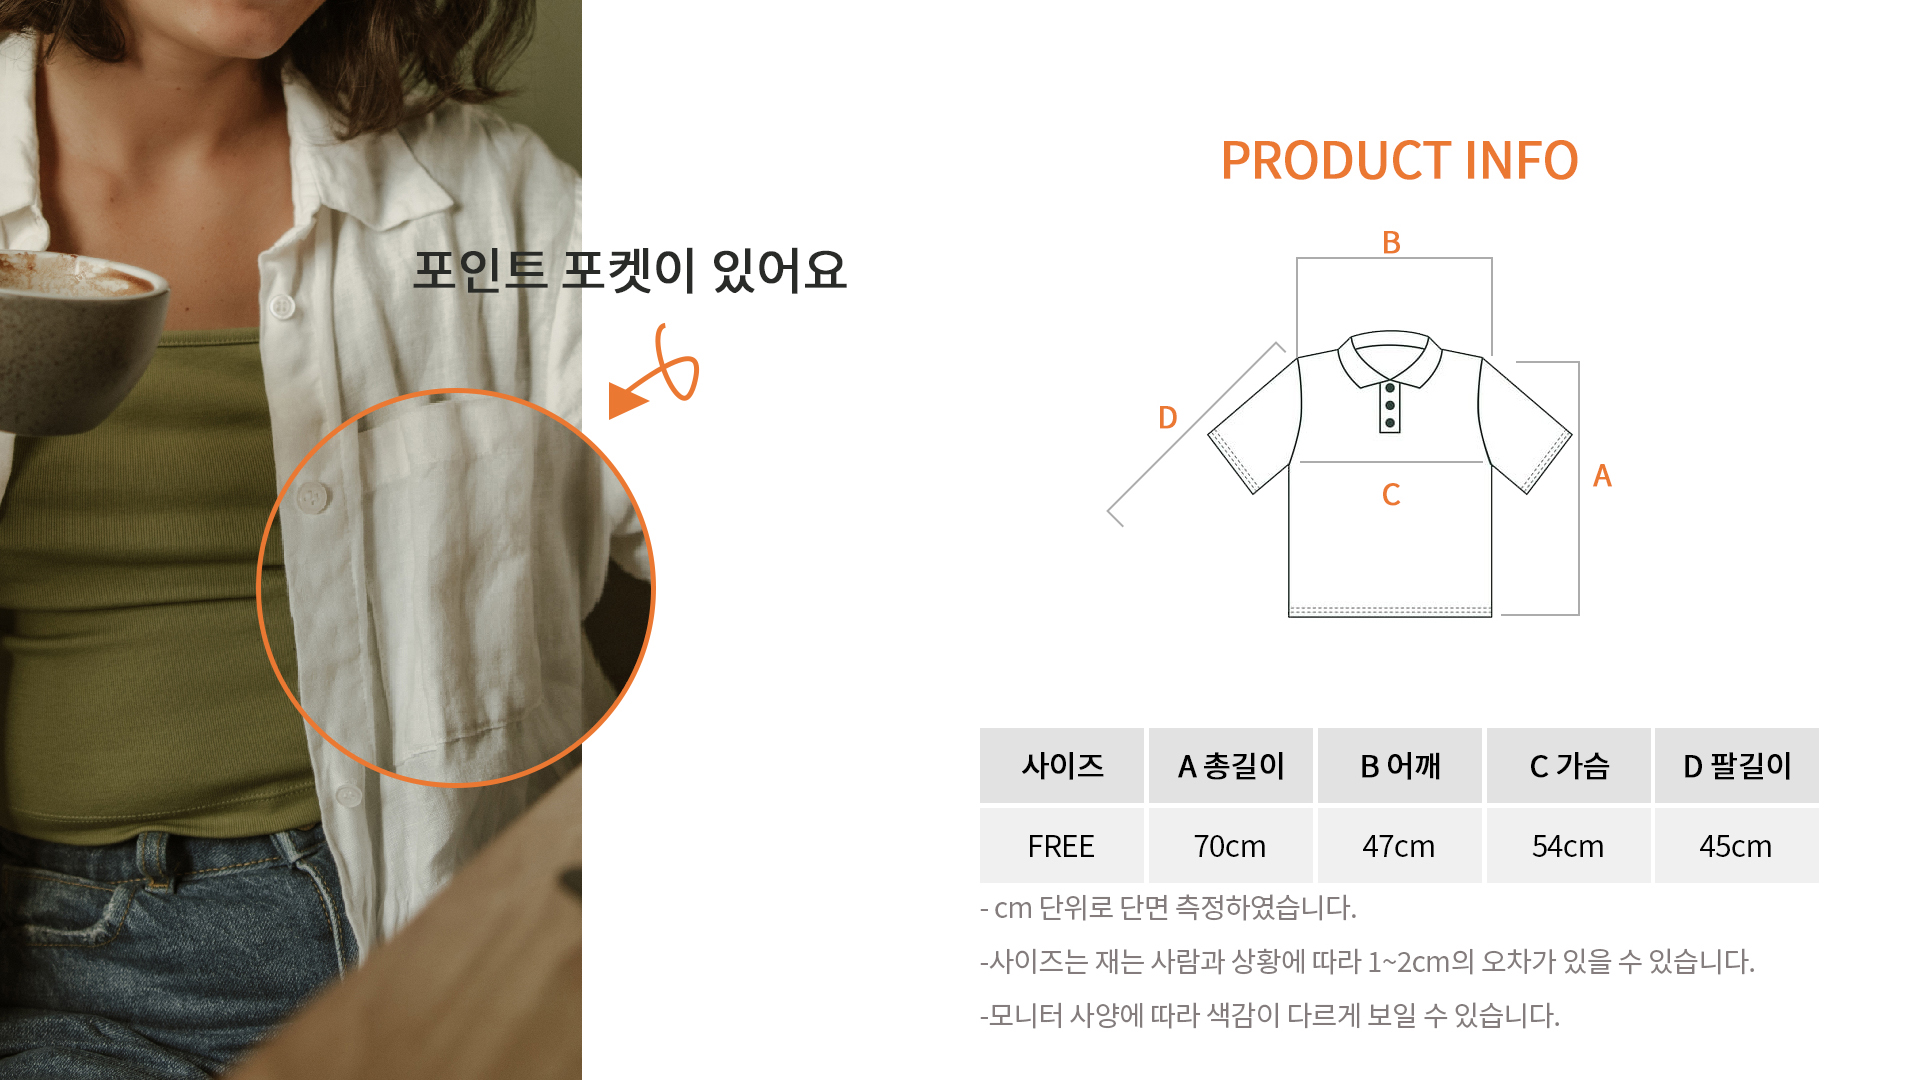 포인트 포켓이 있어요
PRODUCT INFO
B
D
A
C
사이즈 A 총길이 B 어깨 C 가슴 D 팔길이
FREE 70cm 47cm 54cm 45cm
- cm 단위로 단면 측정하였습니다.
-사이즈는 재는 사람과 상황에 따라 1~2cm의 오차가 있을 수 있습니다.
-모니터 사양에 따라 색감이 다르게 보일 수 있습니다.